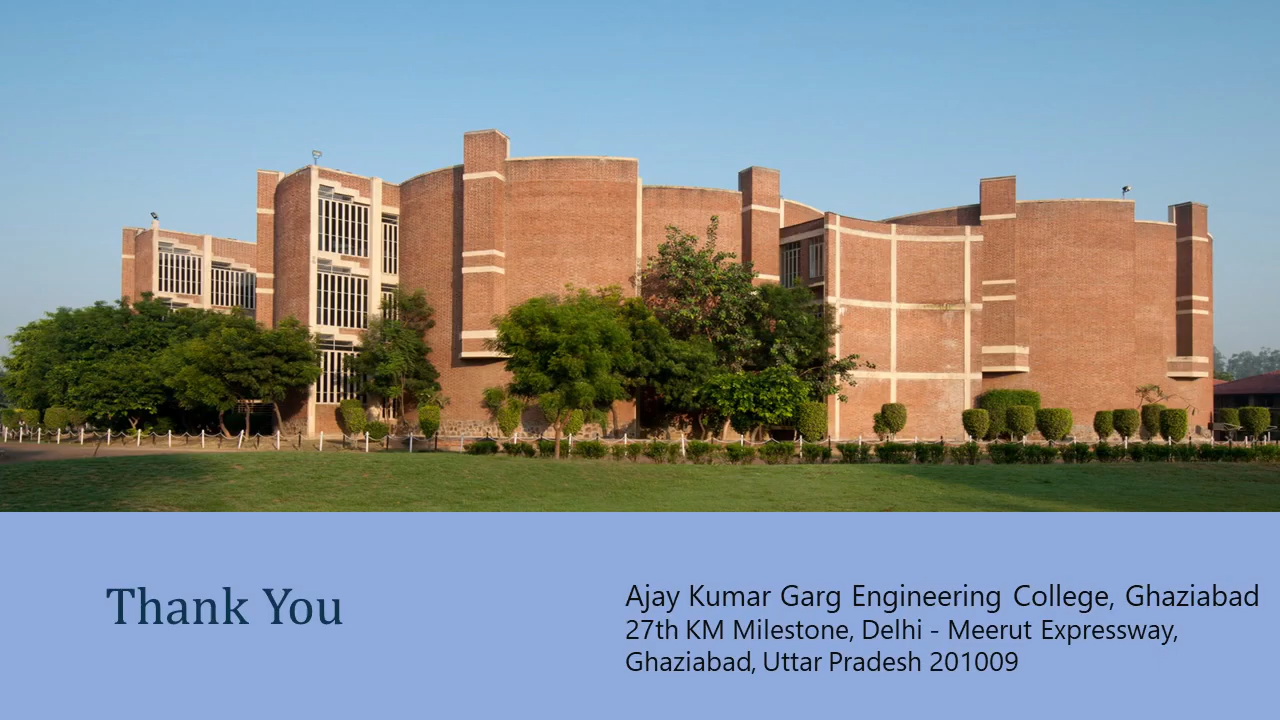 Thank You
Ajay Kumar Garg Engineering College, Ghaziabad
27th KM Milestone, Delhi - Meerut Expressway,
Ghaziabad, Uttar Pradesh 201009